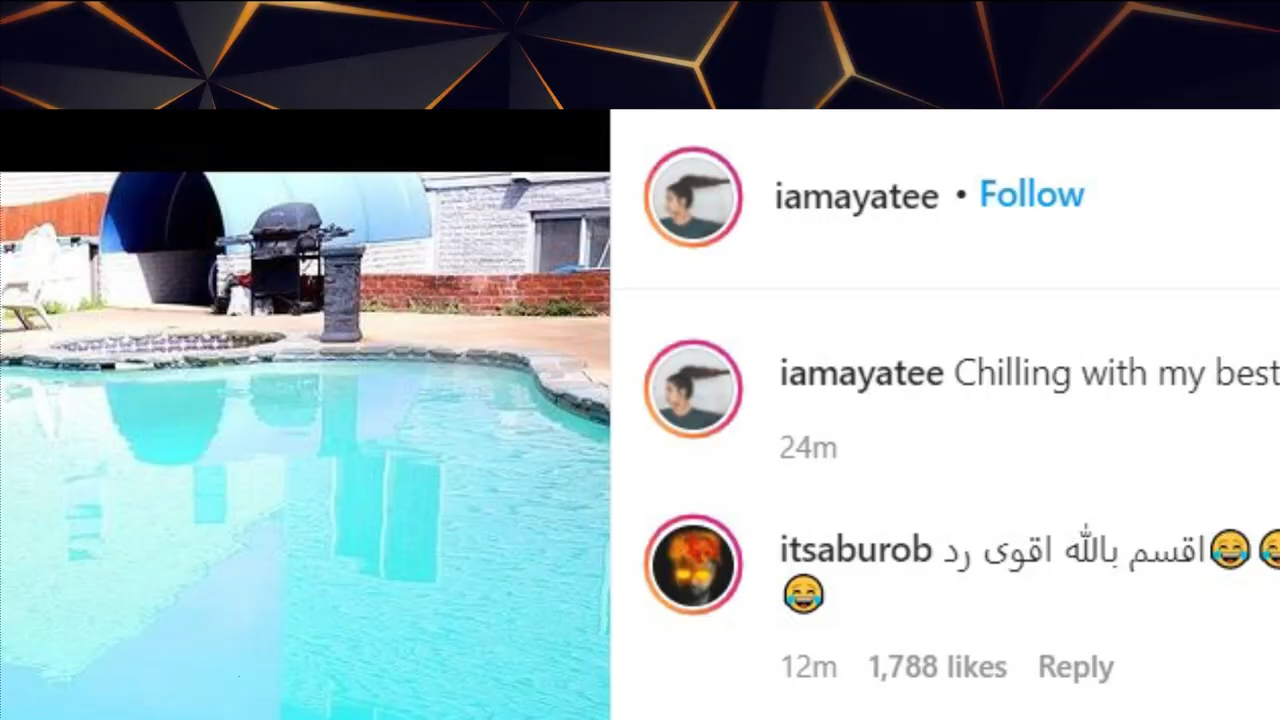 iamayatee • Follow
iamayatee Chilling with my best
24m
itsaburob اقسم بالله اقوى رد😂😂
😂
12m 1,788 likes Reply